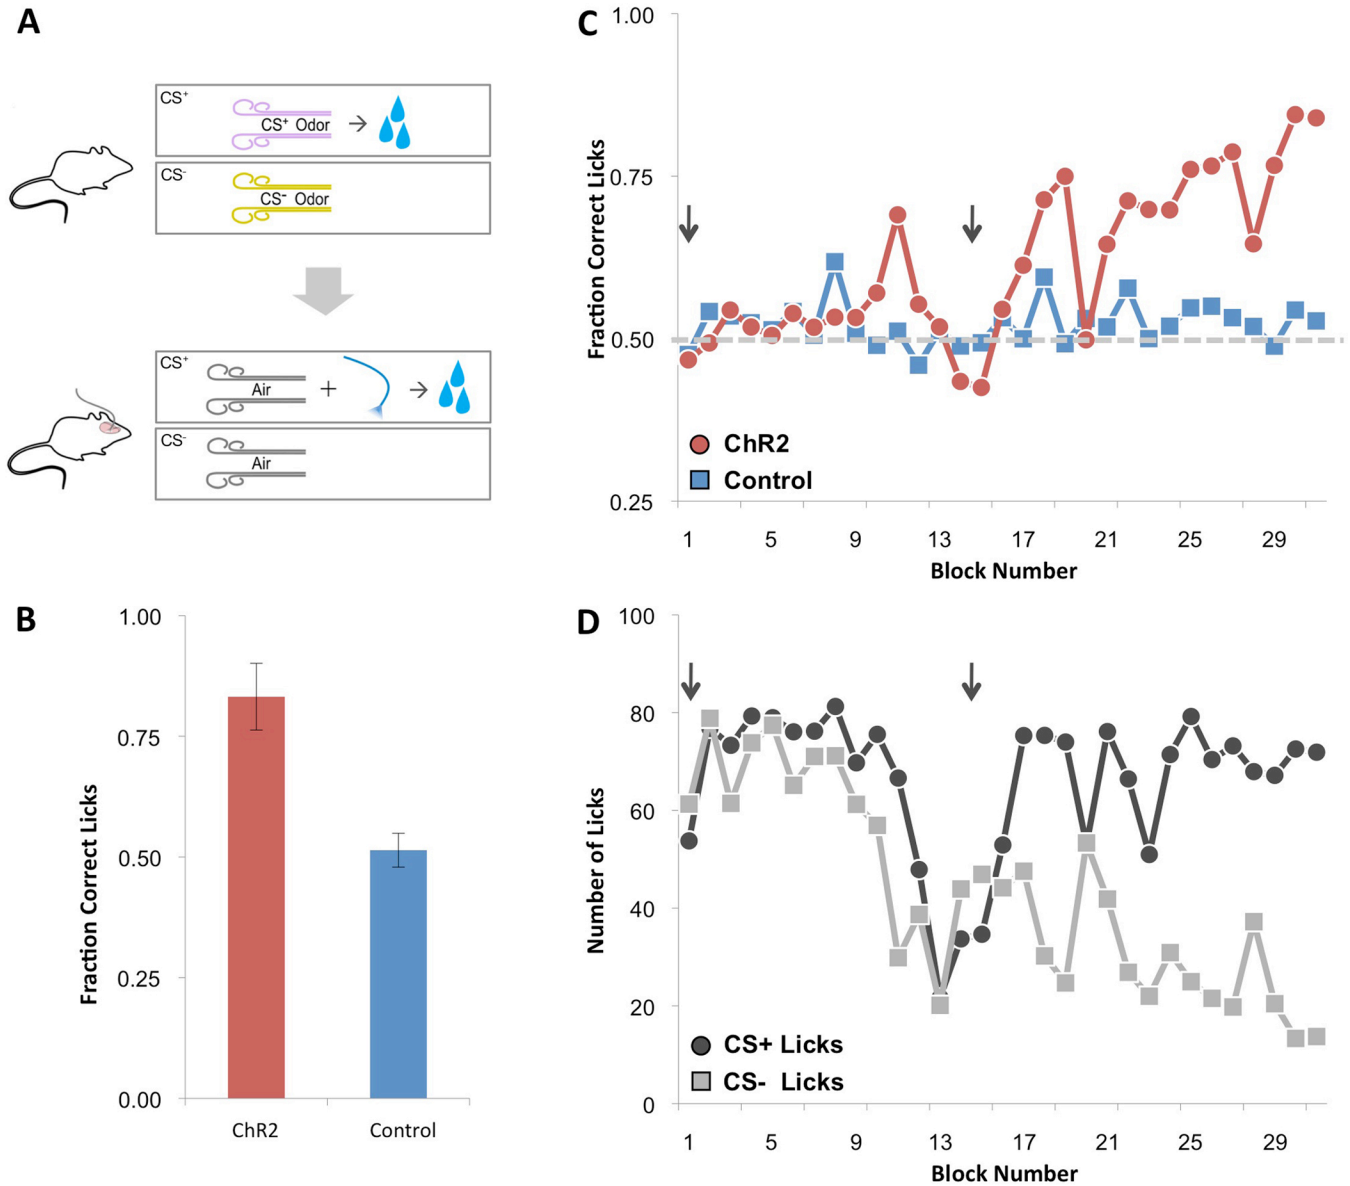 A
CS+
CS+ Odor
CS-
CS- Odor
CS+
Air
+
CS-
Air
B
1.00
0.75
0.50
0.25
0.00
Fraction Correct Licks
ChR2
Control
C
1.00
0.75
0.50
0.25
Fraction Correct Licks
ChR2
Control
1
5
9
13
17
21
25
29
Block Number
D
100
80
60
40
20
0
Number of Licks
CS+ Licks
CS- Licks
1
5
9
13
17
21
25
29
Block Number